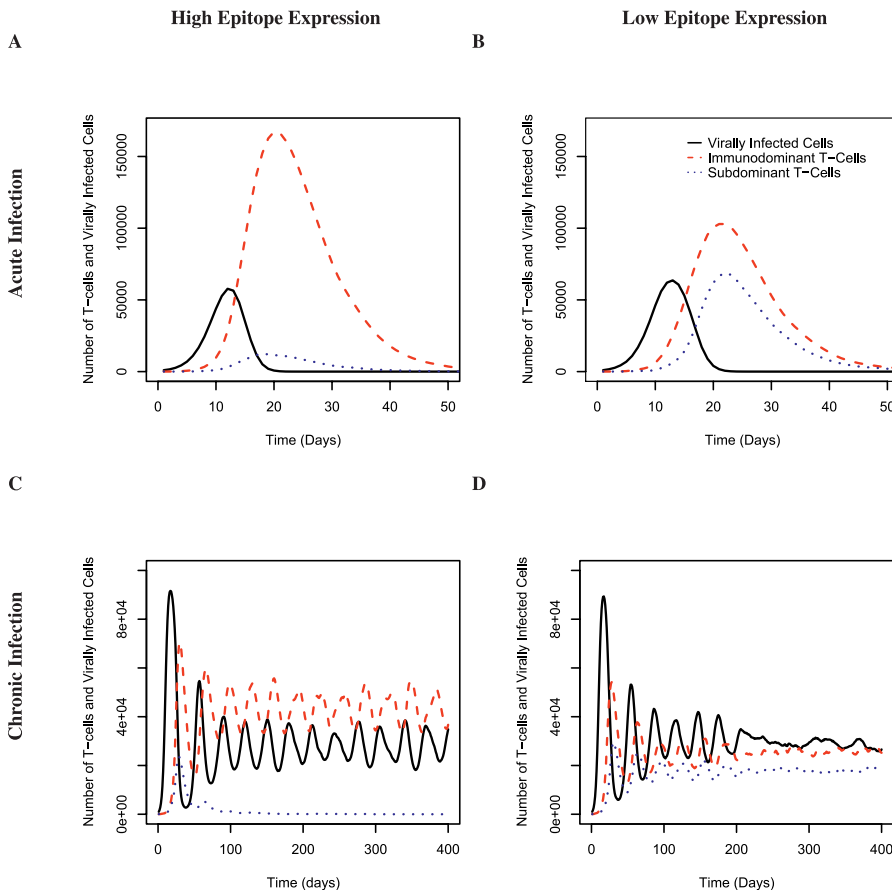 High Epitope Expression
Low Epitope Expression
A
B
Acute Infection
Number of T-cells and Virally Infected Cells
0
50000
100000
150000
0
10
20
30
40
50
Time (Days)
Number of T-cells and Virally Infected Cells
0
50000
100000
150000
Virally Infected Cells
Immunodominant T-Cells
Subdominant T-Cells
0
10
20
30
40
50
Time (Days)
C
D
Chronic Infection
Number of T-cells and Virally Infected Cells
0e+00
4e+04
8e+04
0
100
200
300
400
Time (days)
Number of T-cells and Virally Infected Cells
0e+00
4e+04
8e+04
0
100
200
300
400
Time (Days)